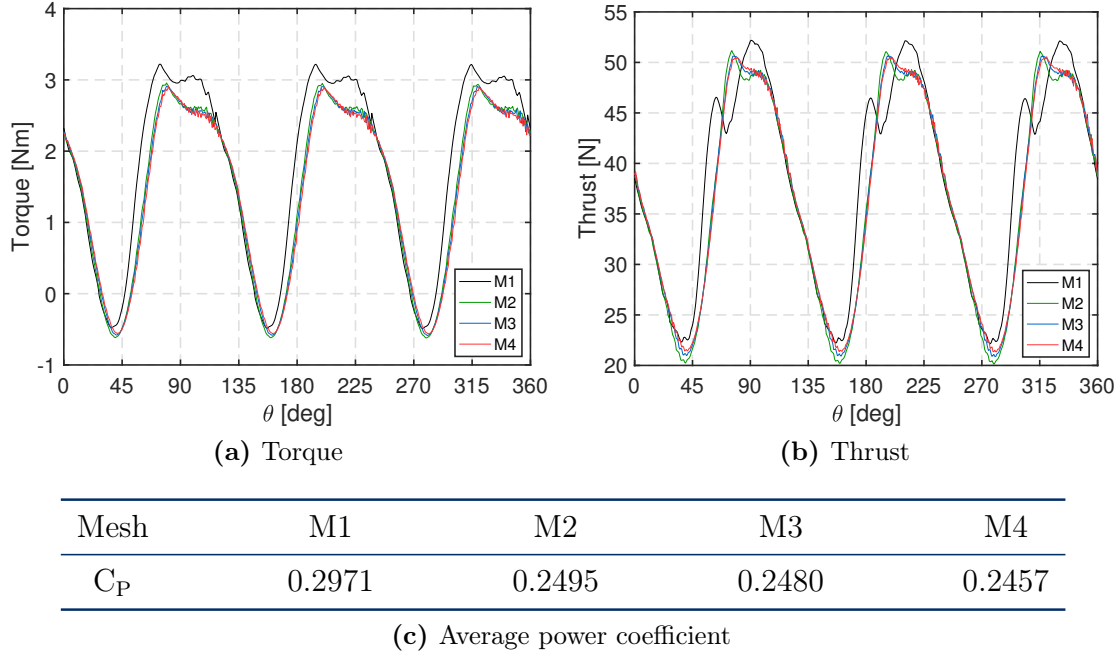 4
3
2
1
0
-1
Torque [Nm]
0 45 90 135 180 225 270 315 360
θ [deg]
M1
M2
M3
M4
(a) Torque
55
50
45
40
35
30
25
20
Thrust [N]
0 45 90 135 180 225 270 315 360
θ [deg]
M1
M2
M3
M4
(b) Thrust
Mesh M1 M2 M3 M4
C_P 0.2971 0.2495 0.2480 0.2457
(c) Average power coefficient